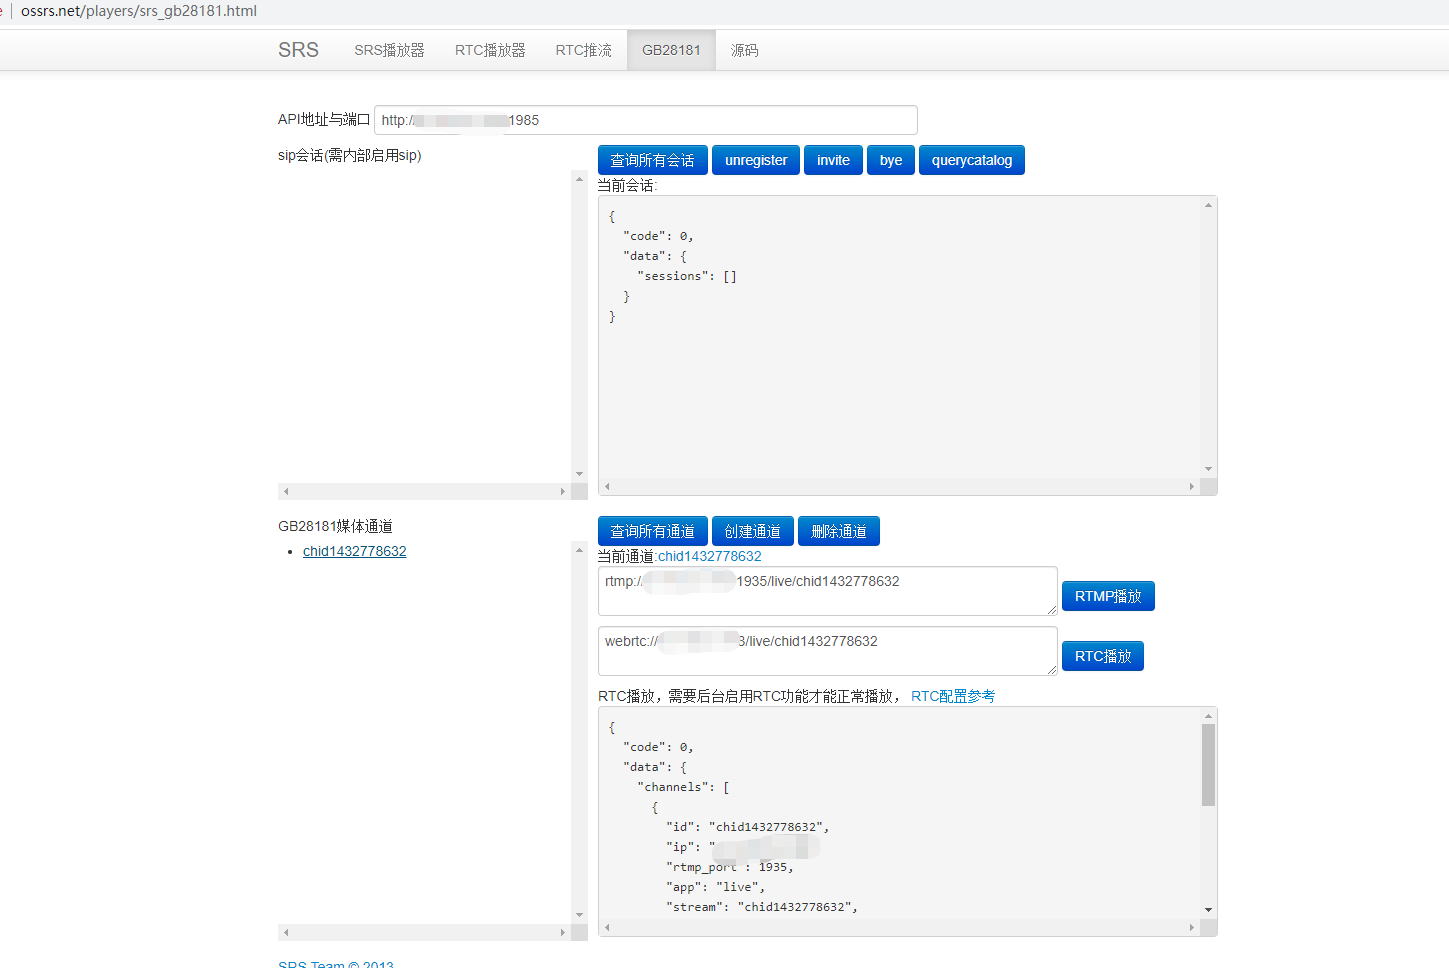 ossrs.net/players/srs_gb28181.html
SRS SRS播放器 RTC播放器 RTC推流 GB28181 源码
API地址与端口 http:// 1985
sip会话(需内部启用sip)
查询所有会话 unregister invite bye querycatalog
当前会话:
{
"code": 0,
"data": {
"sessions": []
}
}
GB28181媒体通道
chid1432778632
查询所有通道 创建通道 删除通道
当前通道:chid1432778632
rtmp:// 1935/live/chid1432778632
RTMP播放
webrtc:// 3/live/chid1432778632
RTC播放
RTC播放，需要后台启用RTC功能才能正常播放， RTC配置参考
{
"code": 0,
"data": {
"channels": [
{
"id": "chid1432778632",
"ip": "
"rtmp_port": 1935,
"app": "live",
"stream": "chid1432778632",
SRS Team © 2013